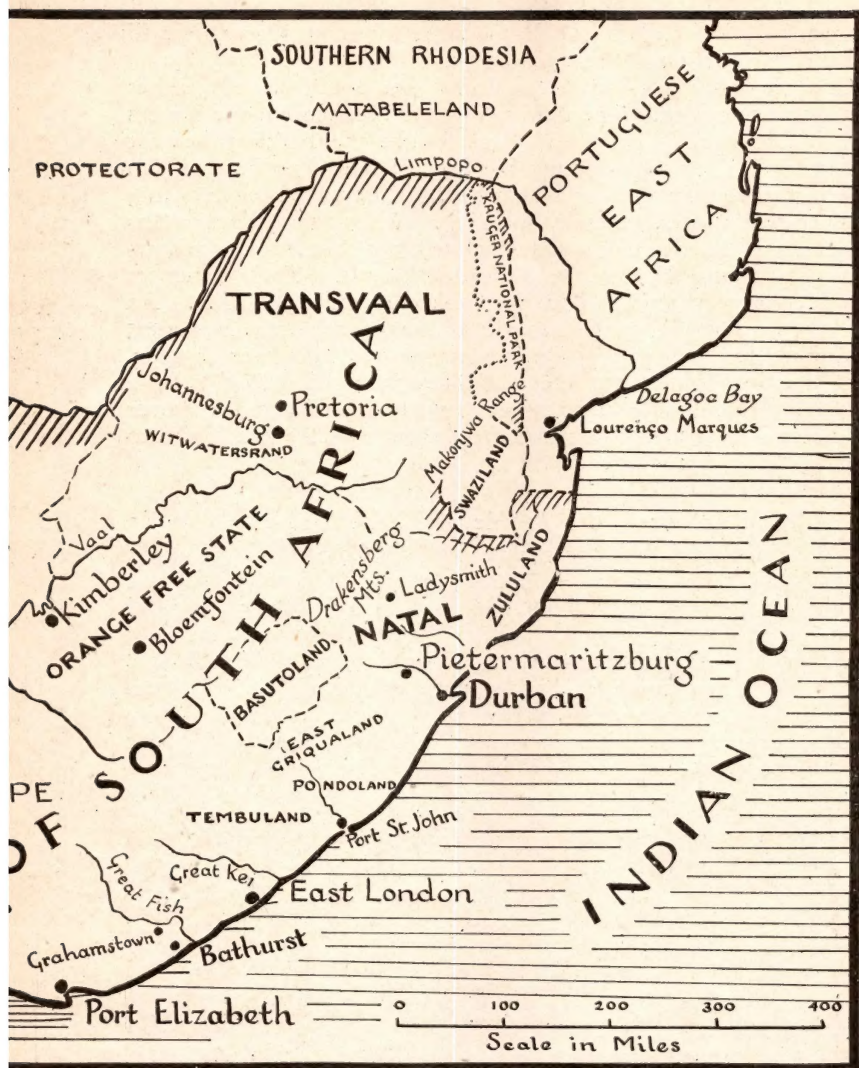 SOUTHERN RHODESIA
MATABELELAND
PROTECTORATE
Limpopo
PORTUGUESE
EAST
AFRICA
KRUGER NATIONAL PARK
TRANSVAAL
Johannesburg
Pretoria
WITWATERSRAND
Makonjwa Range
SWAZILAND
Delagoa Bay
Lourenço Marques
Vaal
Kimberley
ORANGE FREE STATE
Bloemfontein
Drakensberg
Mts.
Ladysmith
ZULULAND
NATAL
Pietermaritzburg
Durban
BASUTOLAND
EAST
GRIQUALAND
PONDOLAND
TEMBULAND
Port St. John
PE
OF SOUTH AFRICA
Great Kei
Great Fish
East London
Grahamstown
Bathurst
Port Elizabeth
INDIAN OCEAN
0 100 200 300 400
Scale in Miles